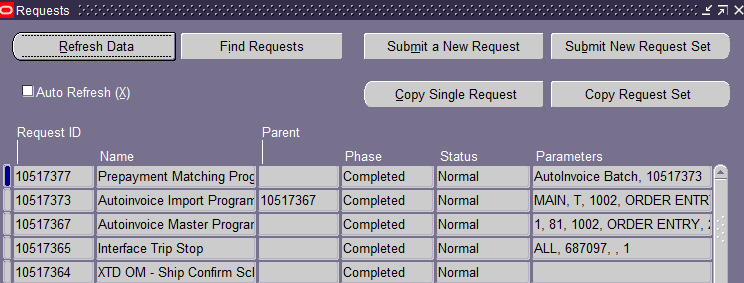 Requests
Refresh Data Find Requests Submit a New Request Submit New Request Set
Auto Refresh (X) Copy Single Request Copy Request Set
Request ID Parent
Name Phase Status Parameters
10517377 Prepayment Matching Prog Completed Normal AutoInvoice Batch, 10517373
10517373 Autoinvoice Import Program 10517367 Completed Normal MAIN, T, 1002, ORDER ENTR
10517367 Autoinvoice Master Program Completed Normal 1, 81, 1002, ORDER ENTRY, 2
10517365 Interface Trip Stop Completed Normal ALL, 687097, , 1
10517364 XTD OM - Ship Confirm Scl Completed Normal